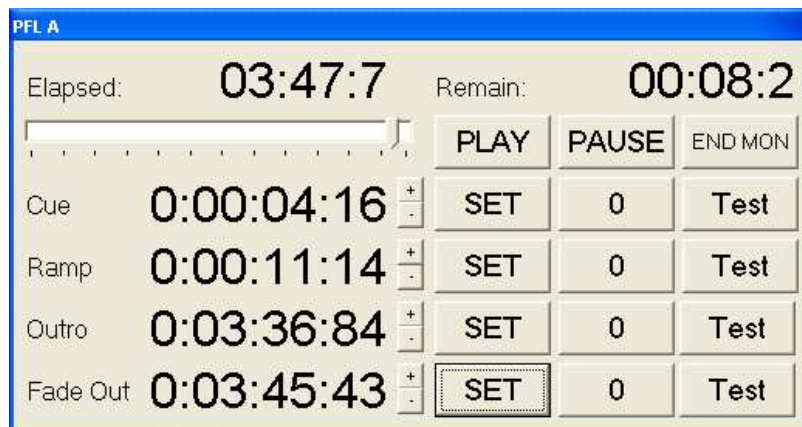 PFL A
Elapsed: 03:47:7 Remain: 00:08:2
PLAY PAUSE END MON
Cue 0:00:04:16 + - SET 0 Test
Ramp 0:00:11:14 + - SET 0 Test
Outro 0:03:36:84 + - SET 0 Test
Fade Out 0:03:45:43 + - SET 0 Test